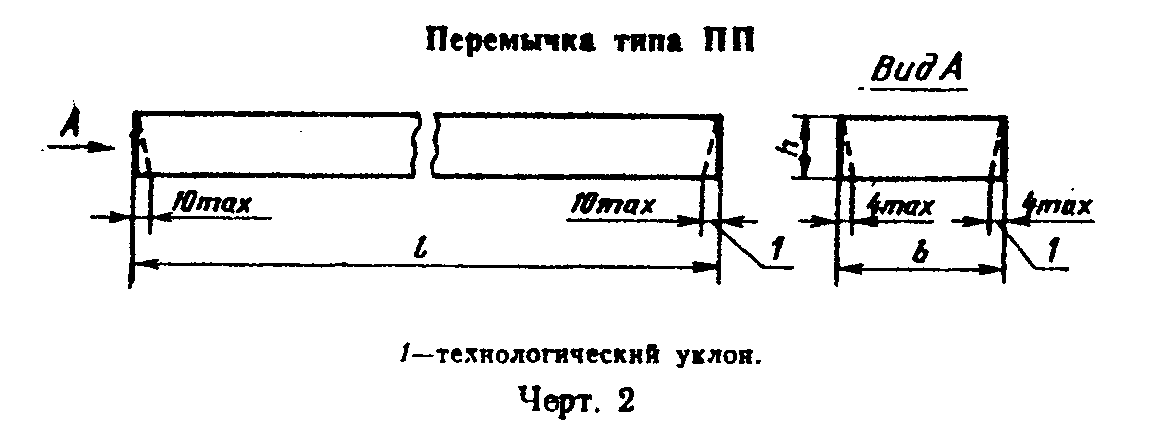 Перемычка типа ПП
Вид А
А
h
10max
10max
4max
4max
l
1
b
1
1—технологический уклон.
Черт. 2